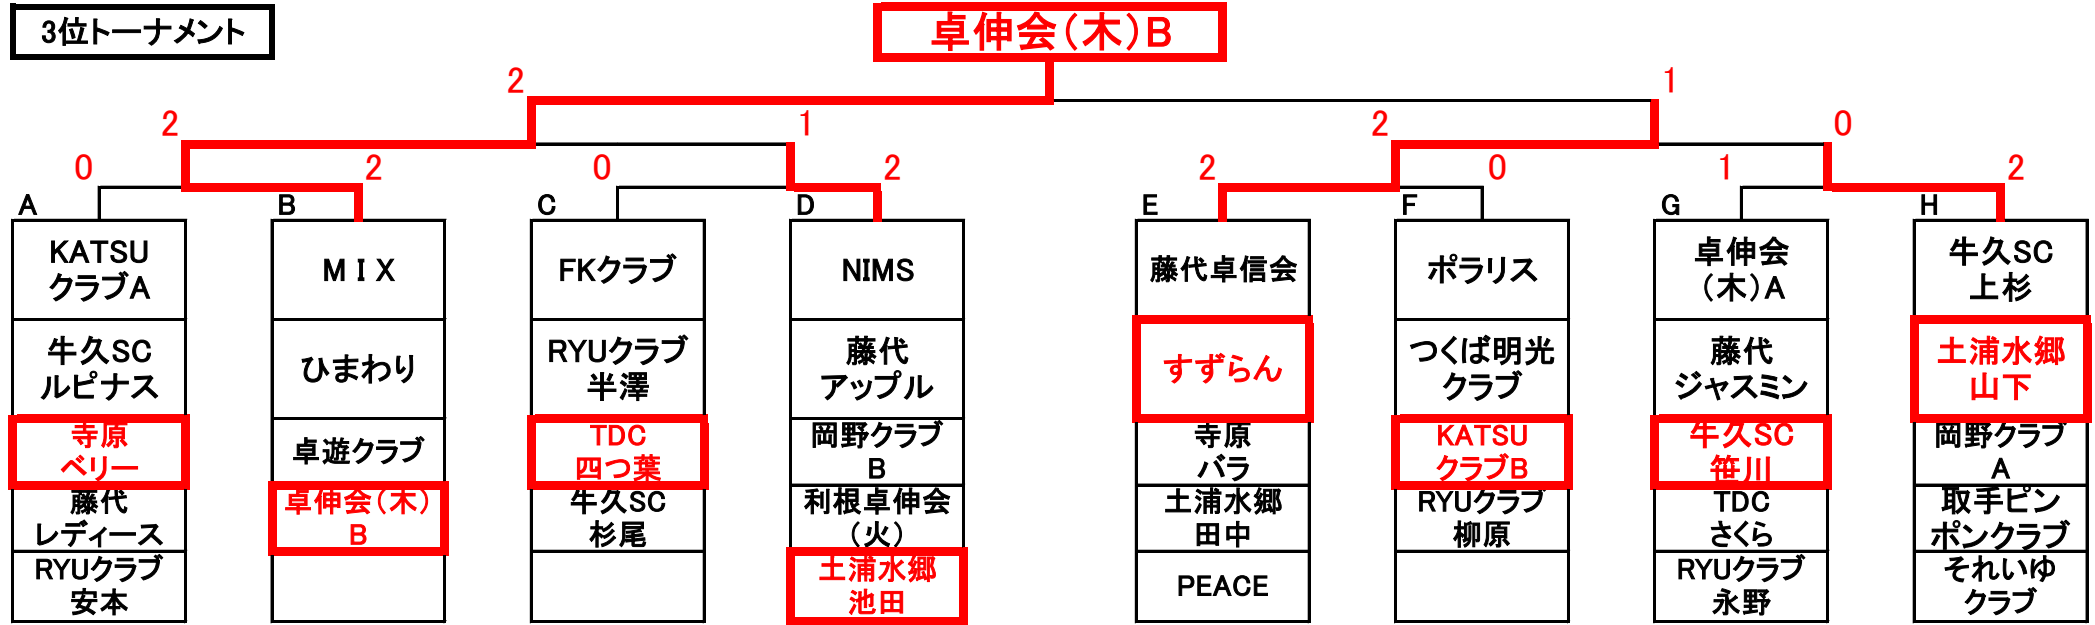 3位トーナメント
卓伸会（木）B
2
1
2
1
2
0
0
2
0
2
2
0
1
2
A
B
C
D
E
F
G
H
KATSU
クラブA
牛久SC
ルピナス
寺原
ベリー
藤代
レディース
RYUクラブ
安本
ＭＩＸ
ひまわり
卓遊クラブ
卓伸会（木）
B
FKクラブ
RYUクラブ
半澤
TDC
四つ葉
牛久SC
杉尾
NIMS
藤代
アップル
岡野クラブ
B
利根卓伸会
（火）
土浦水郷
池田
藤代卓信会
すずらん
寺原
バラ
土浦水郷
田中
PEACE
ポラリス
つくば明光
クラブ
KATSU
クラブB
RYUクラブ
柳原
卓伸会
（木）A
藤代
ジャスミン
牛久SC
笹川
TDC
さくら
RYUクラブ
永野
牛久SC
上杉
土浦水郷
山下
岡野クラブ
A
取手ピン
ポンクラブ
それいゆ
クラブ